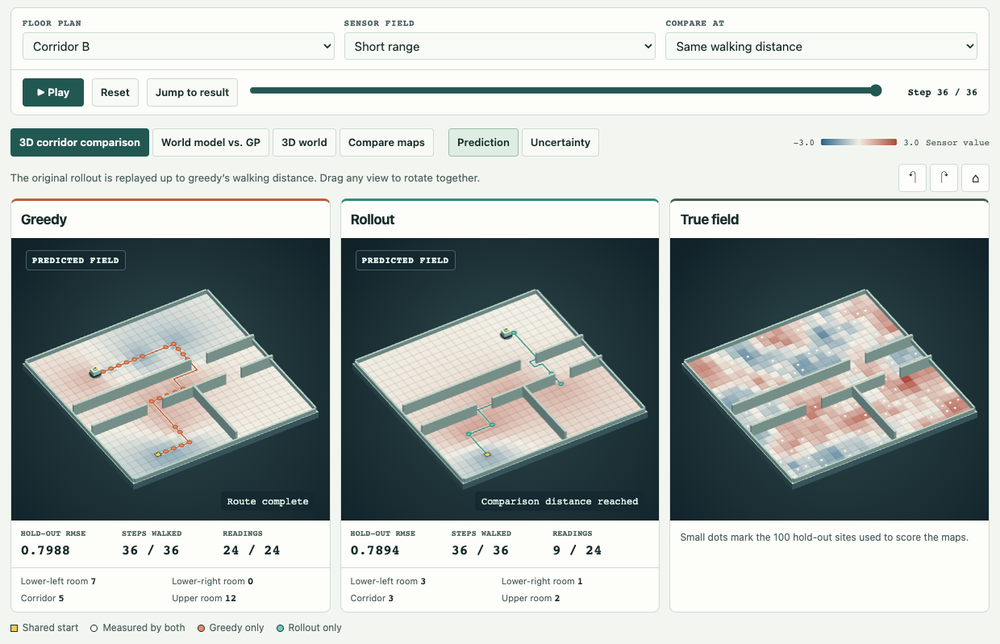 FLOOR PLAN SENSOR FIELD COMPARE AT
Corridor B Short range Same walking distance
Play Reset Jump to result Step 36 / 36
3D corridor comparison World model vs. GP 3D world Compare maps Prediction Uncertainty -3.0 3.0 Sensor value
The original rollout is replayed up to greedy's walking distance. Drag any view to rotate together.
Greedy Rollout True field
PREDICTED FIELD PREDICTED FIELD
Route complete Comparison distance reached
HOLD-OUT RMSE STEPS WALKED READINGS HOLD-OUT RMSE STEPS WALKED READINGS Small dots mark the 100 hold-out sites used to score the maps.
0.7988 36 / 36 24 / 24 0.7894 36 / 36 9 / 24
Lower-left room 7 Lower-right room 0 Lower-left room 3 Lower-right room 1
Corridor 5 Upper room 12 Corridor 3 Upper room 2
Shared start Measured by both Greedy only Rollout only